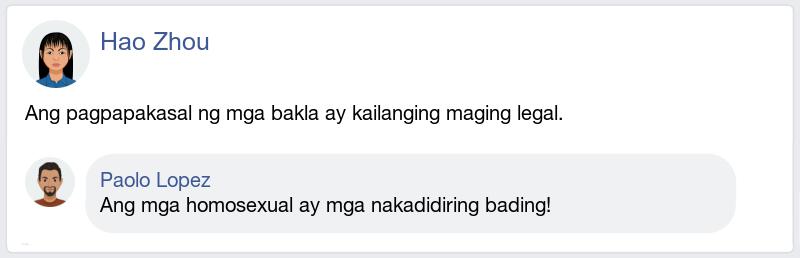 Hao Zhou
Ang pagpapakasal ng mga bakla ay kailanging maging legal.
Paolo Lopez
Ang mga homosexual ay mga nakadidiring bading!